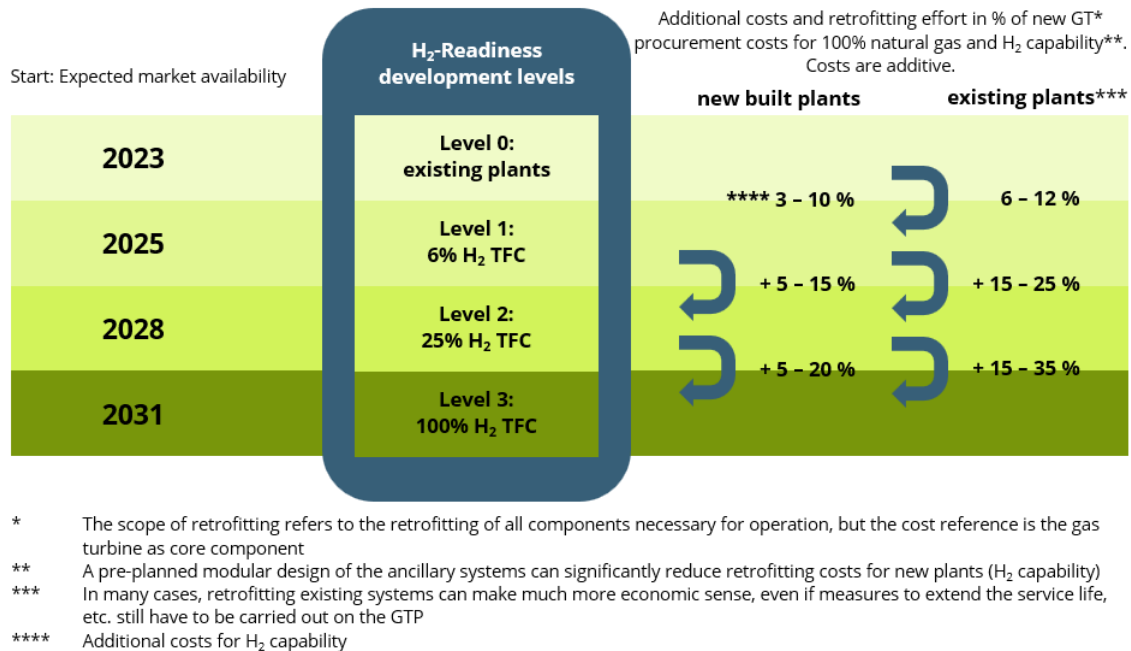 Start: Expected market availability
H₂-Readiness
development levels
Additional costs and retrofitting effort in % of new GT*
procurement costs for 100% natural gas and H₂ capability**.
Costs are additive.
new built plants
existing plants***
2023
Level 0:
existing plants
**** 3 – 10 %
6 – 12 %
2025
Level 1:
6% H₂ TFC
+ 5 – 15 %
+ 15 – 25 %
2028
Level 2:
25% H₂ TFC
+ 5 – 20 %
+ 15 – 35 %
2031
Level 3:
100% H₂ TFC
* The scope of retrofitting refers to the retrofitting of all components necessary for operation, but the cost reference is the gas
turbine as core component
** A pre-planned modular design of the ancillary systems can significantly reduce retrofitting costs for new plants (H₂ capability)
*** In many cases, retrofitting existing systems can make much more economic sense, even if measures to extend the service life,
etc. still have to be carried out on the GTP
**** Additional costs for H₂ capability